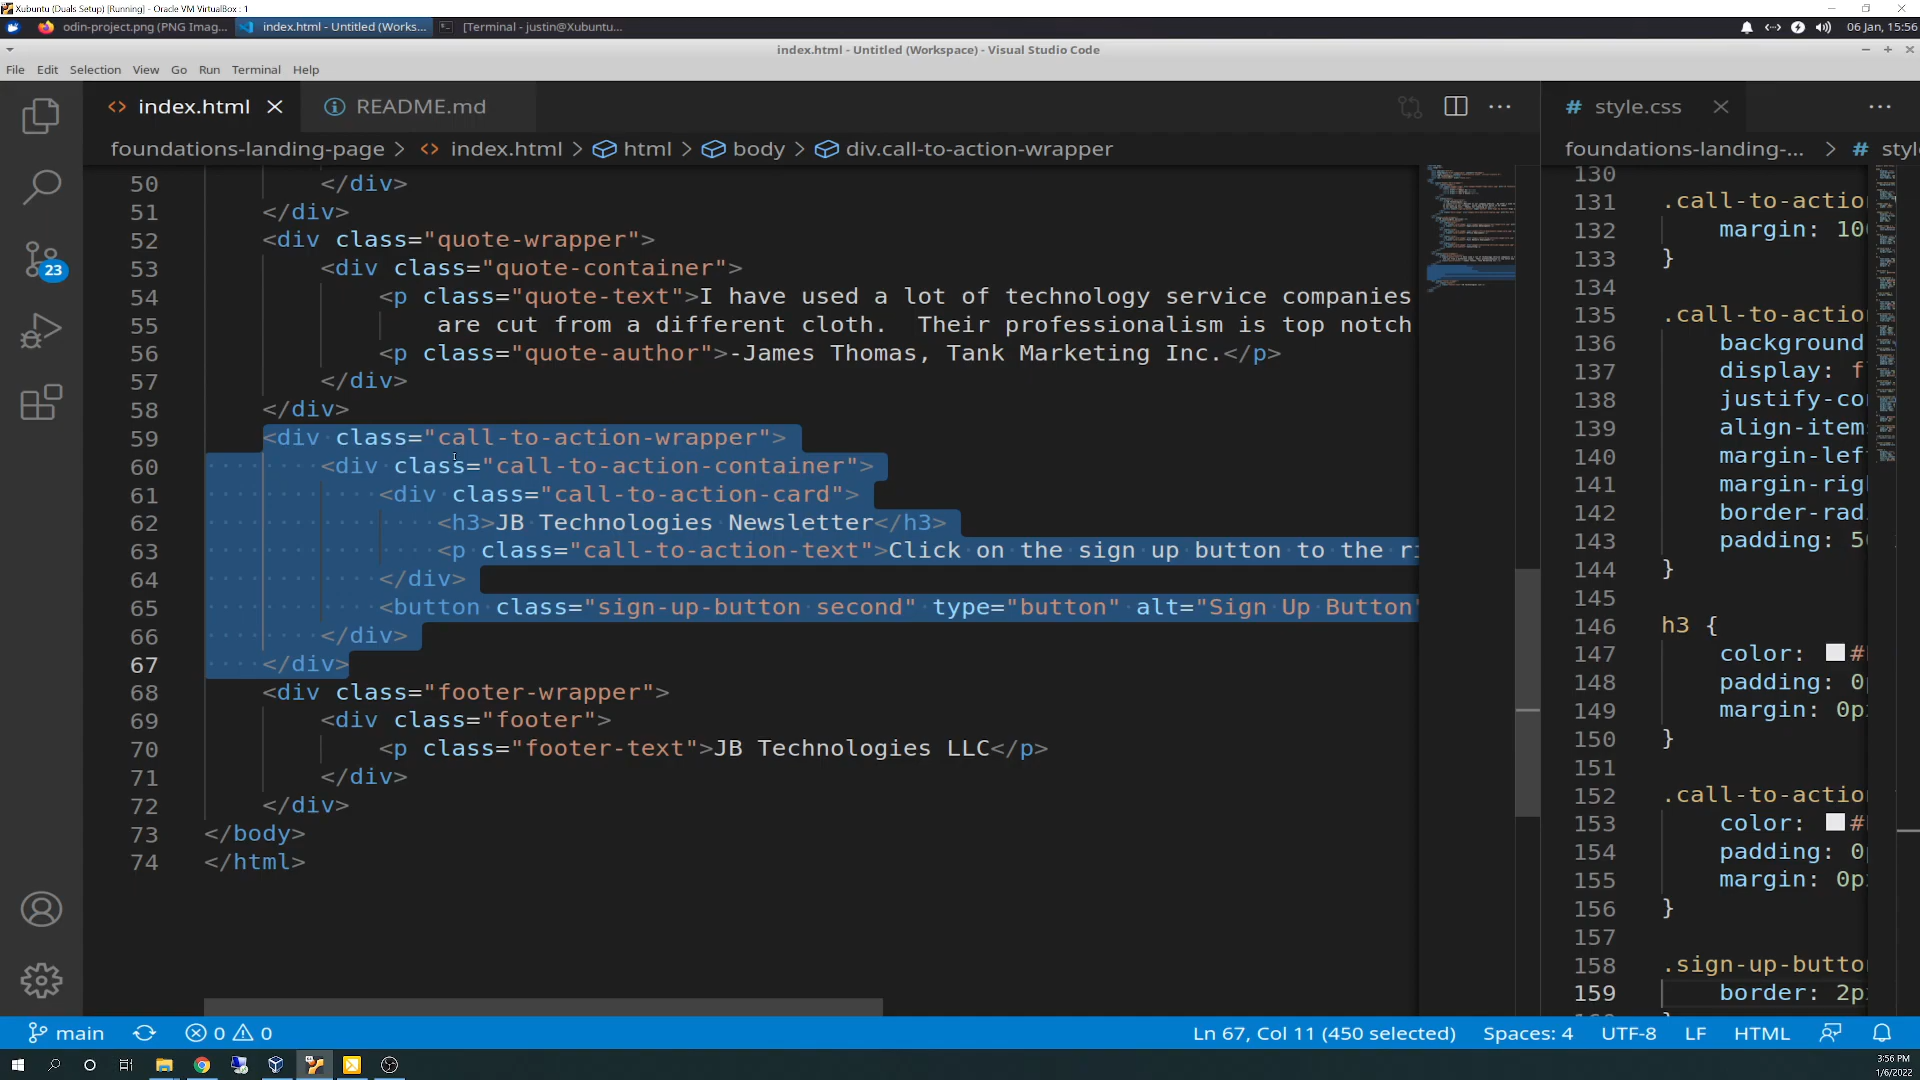 Xubuntu (Duals Setup) [Running] - Oracle VM VirtualBox : 1
odin-project.png (PNG Imag...
index.html - Untitled (Works...
[Terminal - justin@Xubuntu...
06 Jan, 15:56
index.html - Untitled (Workspace) - Visual Studio Code
File Edit Selection View Go Run Terminal Help
index.html
README.md
foundations-landing-page > index.html > html > body > div.call-to-action-wrapper
50 </div>
51 </div>
52 <div class="quote-wrapper">
53 <div class="quote-container">
54 <p class="quote-text">I have used a lot of technology service companies
55 are cut from a different cloth.  Their professionalism is top notch
56 <p class="quote-author">-James Thomas, Tank Marketing Inc.</p>
57 </div>
58 </div>
59 <div class="call-to-action-wrapper">
60 <div class="call-to-action-container">
61 <div class="call-to-action-card">
62 <h3>JB Technologies Newsletter</h3>
63 <p class="call-to-action-text">Click on the sign up button to the ri
64 </div>
65 <button class="sign-up-button second" type="button" alt="Sign Up Button"
66 </div>
67 </div>
68 <div class="footer-wrapper">
69 <div class="footer">
70 <p class="footer-text">JB Technologies LLC</p>
71 </div>
72 </div>
73 </body>
74 </html>
# style.css
foundations-landing-... > # styl
130
131 .call-to-action
132 margin: 100
133 }
134
135 .call-to-action
136 background
137 display: f
138 justify-co
139 align-item
140 margin-lef
141 margin-rig
142 border-rad
143 padding: 50
144 }
145
146 h3 {
147 color: #
148 padding: 0p
149 margin: 0px
150 }
151
152 .call-to-action
153 color: #
154 padding: 0p
155 margin: 0px
156 }
157
158 .sign-up-button
159 border: 2px
23
main
0 0
Ln 67, Col 11 (450 selected) Spaces: 4 UTF-8 LF HTML
3:56 PM
1/6/2022